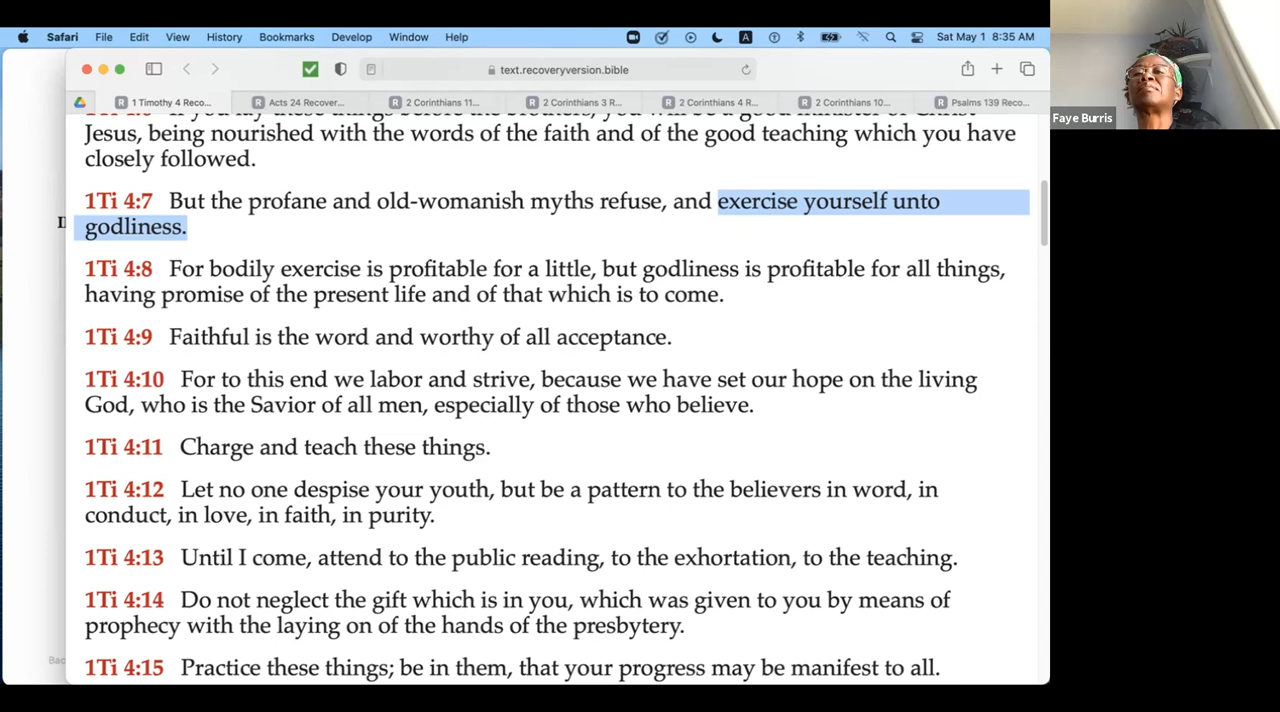 Safari File Edit View History Bookmarks Develop Window Help A Sat May 1 8:35 AM
text.recoveryversion.bible
R 1 Timothy 4 Reco... R Acts 24 Recover... R 2 Corinthians 11... R 2 Corinthians 3 R... R 2 Corinthians 4 R... R 2 Corinthians 10... R Psalms 139 Reco...
Jesus, being nourished with the words of the faith and of the good teaching which you have
closely followed.
1Ti 4:7 But the profane and old-womanish myths refuse, and exercise yourself unto
godliness.
1Ti 4:8 For bodily exercise is profitable for a little, but godliness is profitable for all things,
having promise of the present life and of that which is to come.
1Ti 4:9 Faithful is the word and worthy of all acceptance.
1Ti 4:10 For to this end we labor and strive, because we have set our hope on the living
God, who is the Savior of all men, especially of those who believe.
1Ti 4:11 Charge and teach these things.
1Ti 4:12 Let no one despise your youth, but be a pattern to the believers in word, in
conduct, in love, in faith, in purity.
1Ti 4:13 Until I come, attend to the public reading, to the exhortation, to the teaching.
1Ti 4:14 Do not neglect the gift which is in you, which was given to you by means of
prophecy with the laying on of the hands of the presbytery.
1Ti 4:15 Practice these things; be in them, that your progress may be manifest to all.
Faye Burris